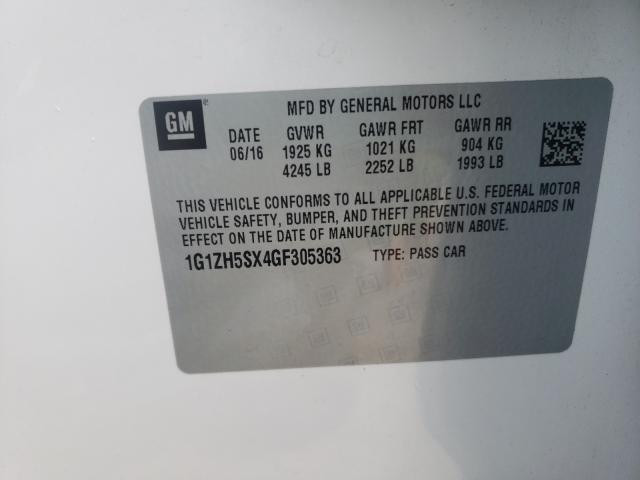 GM
MFD BY GENERAL MOTORS LLC
DATE GVWR GAWR FRT GAWR RR
06/16 1925 KG 1021 KG 904 KG
4245 LB 2252 LB 1993 LB
THIS VEHICLE CONFORMS TO ALL APPLICABLE U.S. FEDERAL MOTOR
VEHICLE SAFETY, BUMPER, AND THEFT PREVENTION STANDARDS IN
EFFECT ON THE DATE OF MANUFACTURE SHOWN ABOVE.
1G1ZH5SX4GF305363 TYPE: PASS CAR